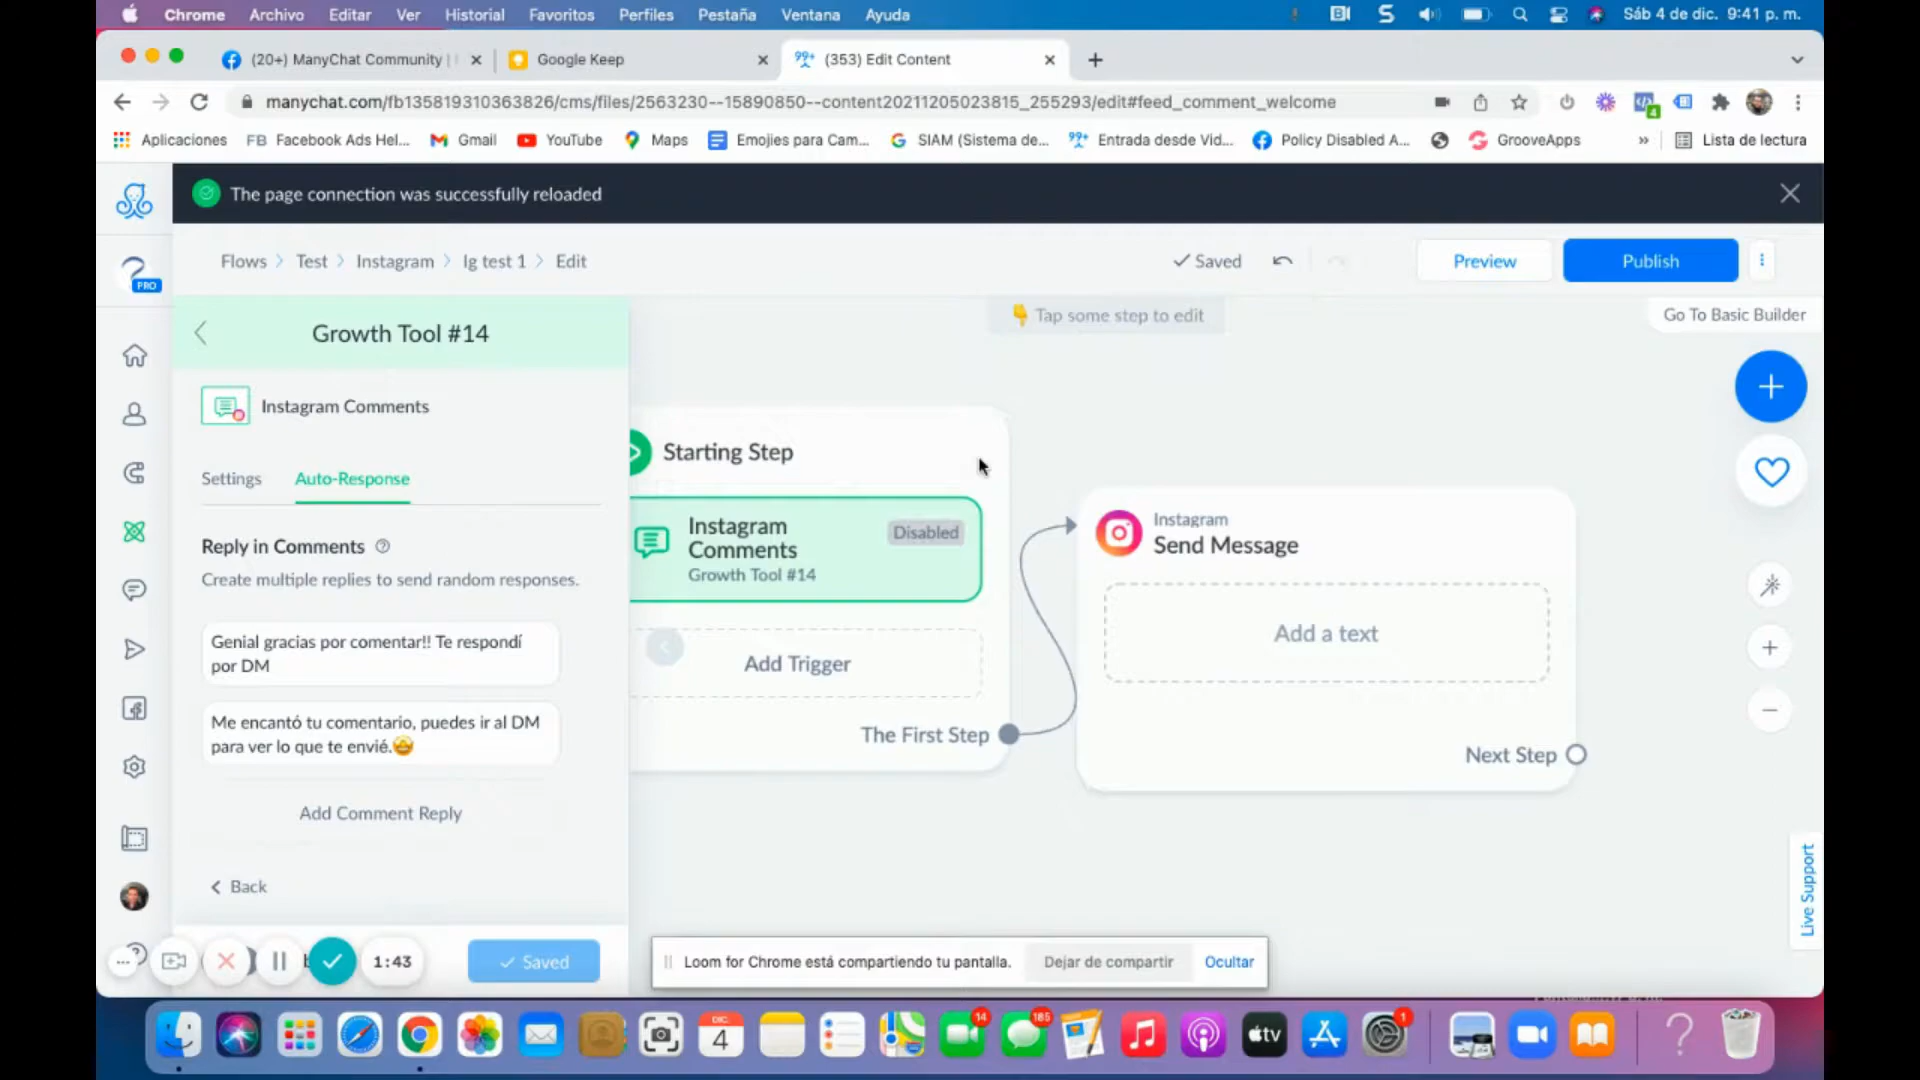 Chrome Archivo Editar Ver Historial Favoritos Perfiles Pestaña Ventana Ayuda Sáb 4 de dic. 9:41 p. m.
(20+) ManyChat Community | Google Keep (353) Edit Content
manychat.com/fb135819310363826/cms/files/2563230--15890850--content20211205023815_255293/edit#feed_comment_welcome
Aplicaciones FB Facebook Ads Hel... Gmail YouTube Maps Emojies para Cam... SIAM (Sistema de... Entrada desde Vid... Policy Disabled A... GrooveApps » Lista de lectura
The page connection was successfully reloaded
Flows > Test > Instagram > Ig test 1 > Edit
Saved
Preview
Publish
PRO
Tap some step to edit
Go To Basic Builder
Growth Tool #14
Instagram Comments
Settings Auto-Response
Reply in Comments
Create multiple replies to send random responses.
Genial gracias por comentar!! Te respondí
por DM
Me encantó tu comentario, puedes ir al DM
para ver lo que te envié.🤩
Add Comment Reply
Back
Saved
1:43
Starting Step
Instagram
Comments
Disabled
Growth Tool #14
Add Trigger
The First Step
Instagram
Send Message
Add a text
Next Step
Live Support
Loom for Chrome está compartiendo tu pantalla. Dejar de compartir Ocultar
DIC.
4
14
185
tv
1